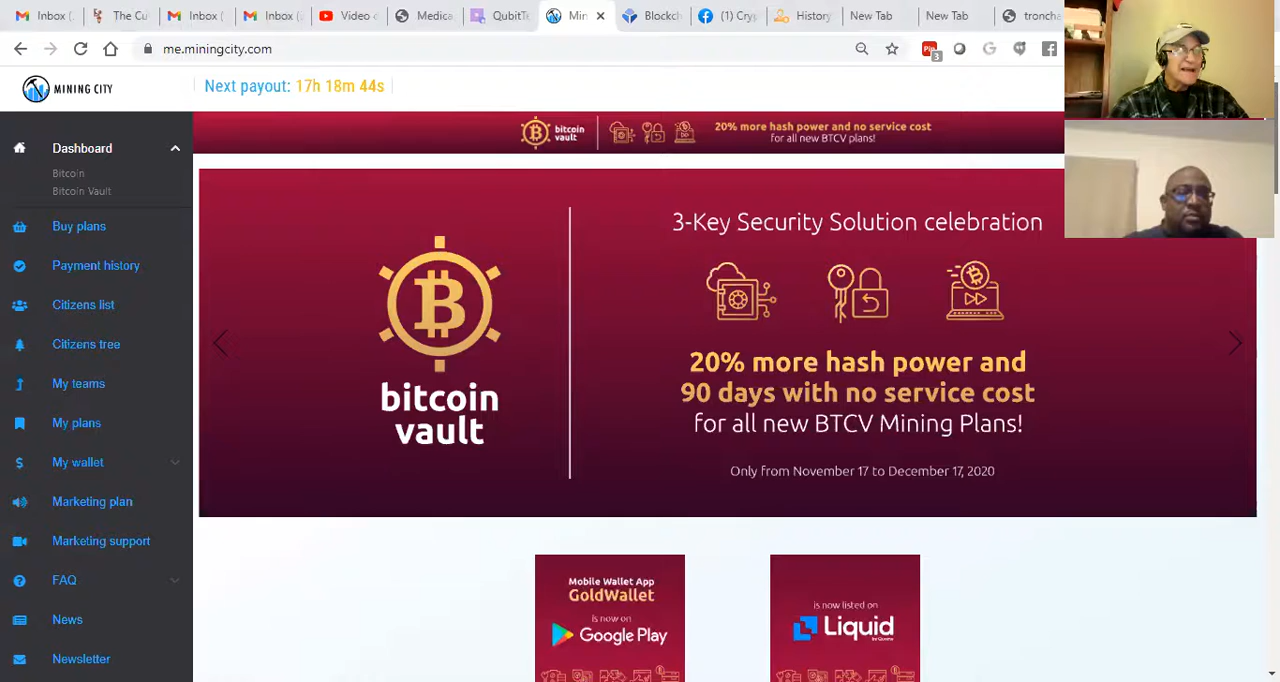 Inbox (
The Cu
Inbox (
Inbox (
Video
Medica
QubitTe
Min
Blockch
(1) Cry
History
New Tab
New Tab
troncha
me.miningcity.com
3
MINING CITY
Next payout: 17h 18m 44s
bitcoin
vault
20% more hash power and no service cost
for all new BTCV plans!
Dashboard
Bitcoin
Bitcoin Vault
Buy plans
Payment history
Citizens list
Citizens tree
My teams
My plans
My wallet
Marketing plan
Marketing support
FAQ
News
Newsletter
bitcoin
vault
3-Key Security Solution celebration
20% more hash power and
90 days with no service cost
for all new BTCV Mining Plans!
Only from November 17 to December 17, 2020
Mobile Wallet App
GoldWallet
is now on
Google Play
is now listed on
Liquid